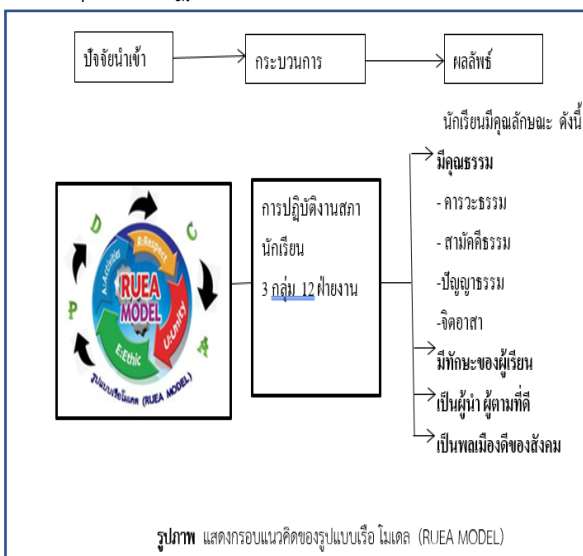 ปัจจัยนำเข้า
กระบวนการ
ผลลัพธ์
นักเรียนมีคุณลักษณะ ดังนี้
มีคุณธรรม
- คารวะธรรม
- สามัคคีธรรม
-ปัญญาธรรม
-จิตอาสา
มีทักษะของผู้เรียน
เป็นผู้นำ ผู้ตามที่ดี
เป็นพลเมืองดีของสังคม
การปฏิบัติงานสภา
นักเรียน
3 กลุ่ม 12 ฝ่ายงาน
P
D
C
A
A:Activities
R:Respect
U:Unity
E:Ethic
RUEA
MODEL
รูปแบบเรือโมเดล (RUEA MODEL)
รูปภาพ แสดงกรอบแนวคิดของรูปแบบเรือ โมเดล (RUEA MODEL)